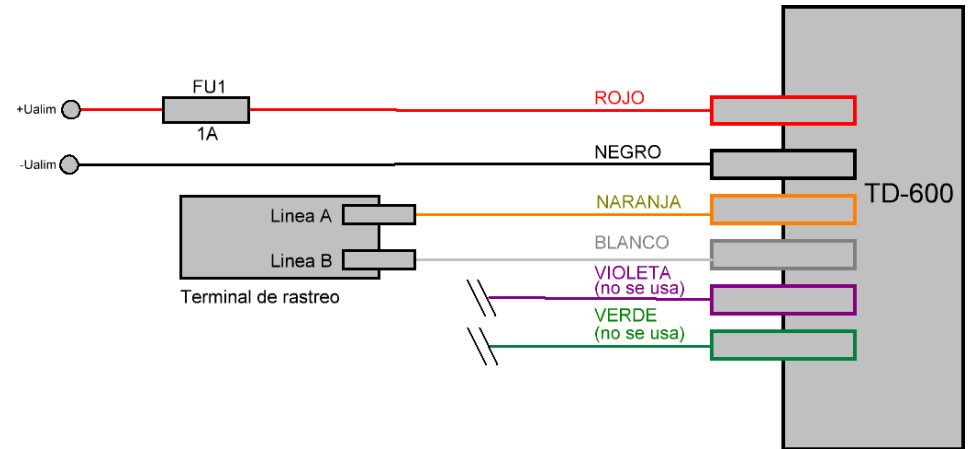 FU1
+Ualim
1A
ROJO
-Ualim
NEGRO
TD-600
NARANJA
Linea A
BLANCO
Linea B
VIOLETA
(no se usa)
Terminal de rastreo
VERDE
(no se usa)